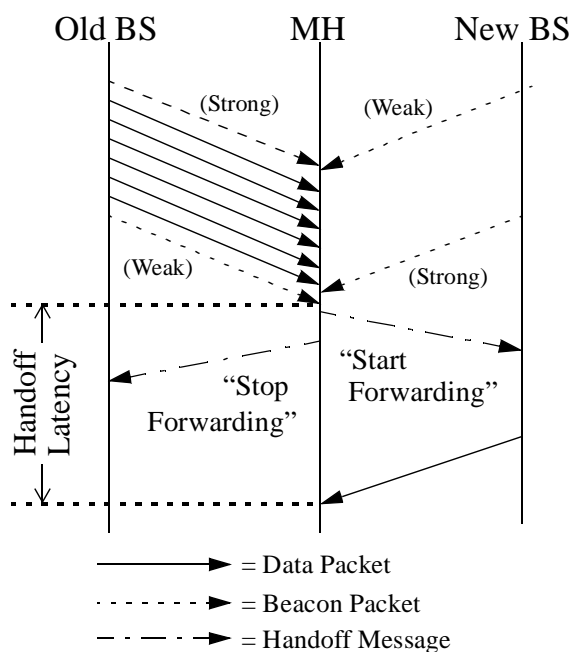 Old BS
MH
New BS
(Strong)
(Weak)
(Weak)
(Strong)
Handoff
Latency
“Stop
Forwarding”
“Start
Forwarding”
= Data Packet
= Beacon Packet
= Handoff Message